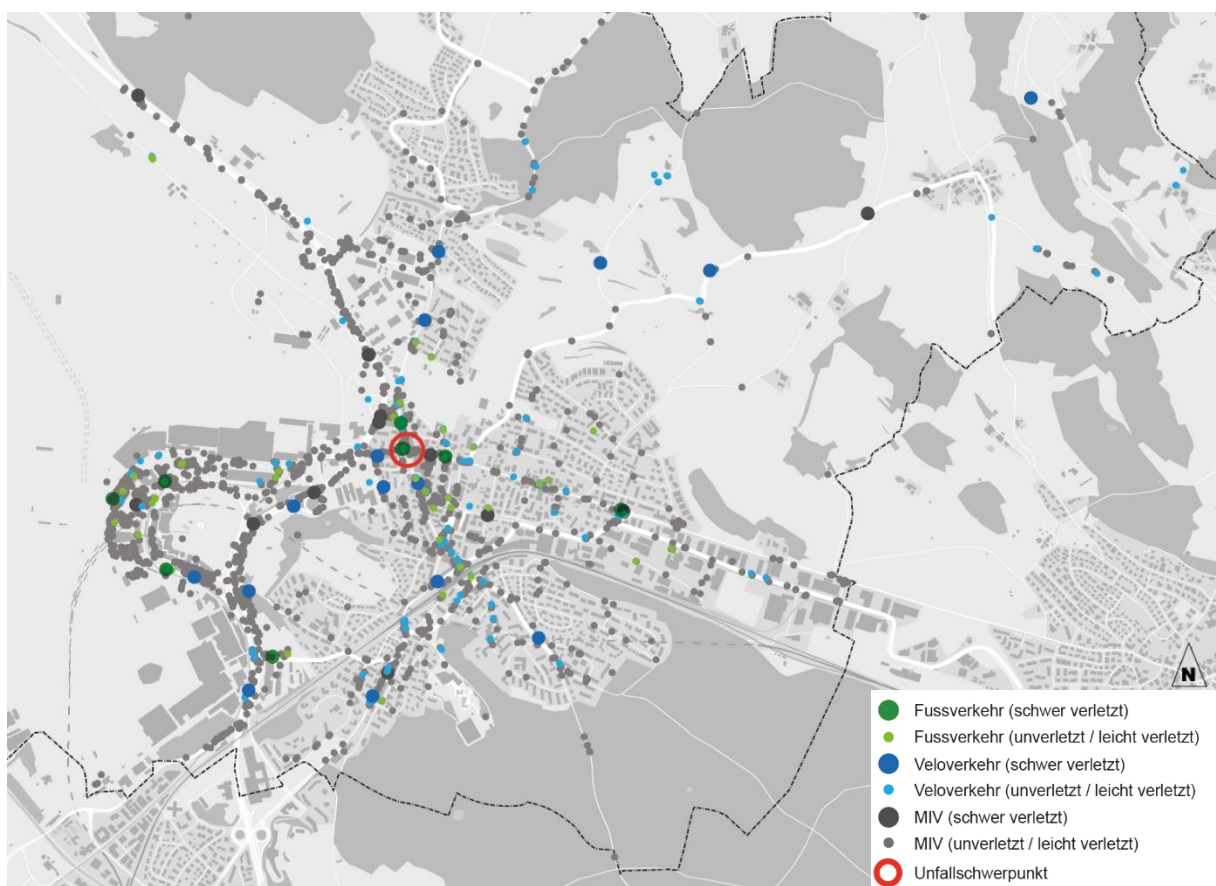 N
Fussverkehr (schwer verletzt)
Fussverkehr (unverletzt / leicht verletzt)
Veloverkehr (schwer verletzt)
Veloverkehr (unverletzt / leicht verletzt)
MIV (schwer verletzt)
MIV (unverletzt / leicht verletzt)
Unfallschwerpunkt